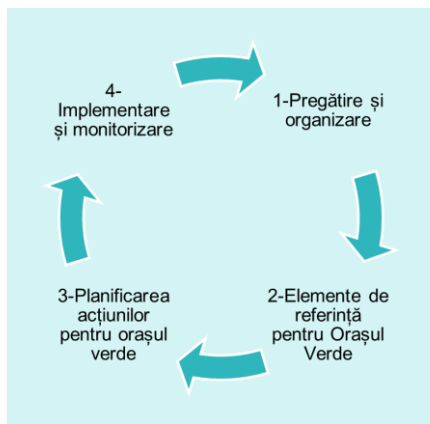 4-
Implementare
și monitorizare
1-Pregătire și
organizare
3-Planificarea
acțiunilor
pentru orașul
verde
2-Elemente de
referință
pentru Orașul
Verde